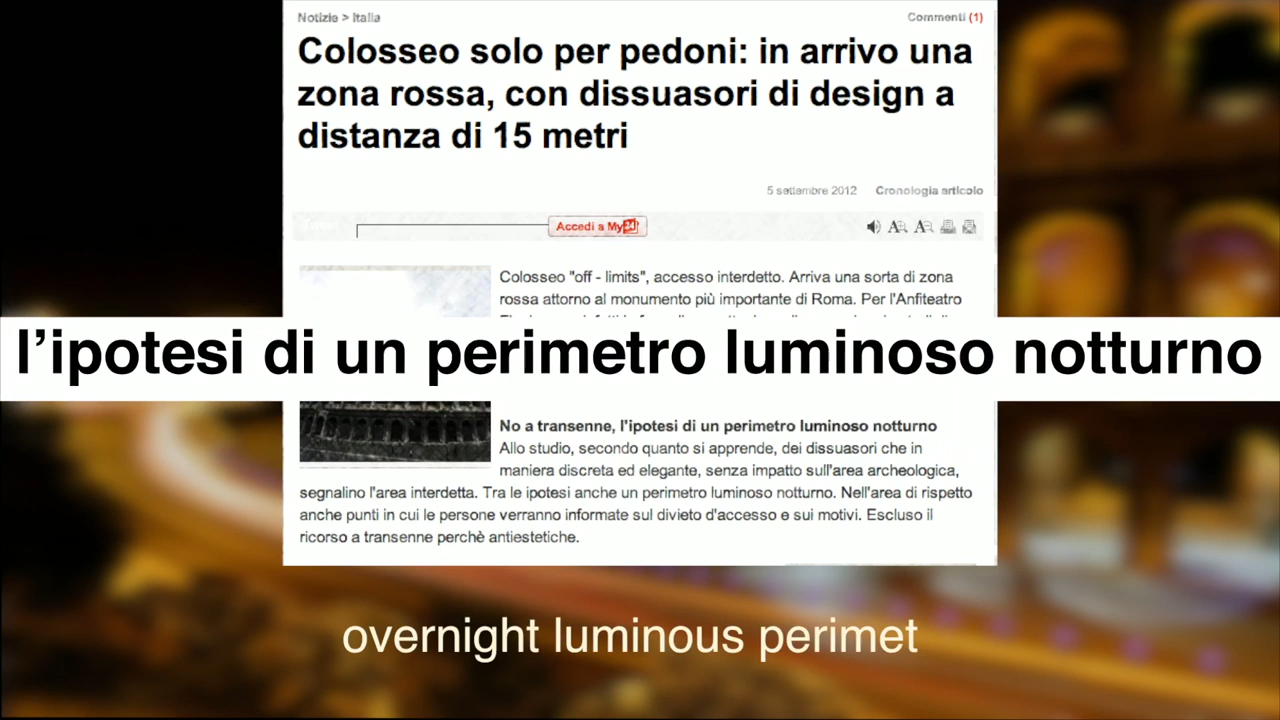 Notizie > Italia
Commenti (1)
Colosseo solo per pedoni: in arrivo una
zona rossa, con dissuasori di design a
distanza di 15 metri
5 settembre 2012 Cronologia articolo
Accedi a My24
Colosseo "off - limits", accesso interdetto. Arriva una sorta di zona
rossa attorno al monumento più importante di Roma. Per l'Anfiteatro
l’ipotesi di un perimetro luminoso notturno
No a transenne, l'ipotesi di un perimetro luminoso notturno
Allo studio, secondo quanto si apprende, dei dissuasori che in
maniera discreta ed elegante, senza impatto sull'area archeologica,
segnalino l'area interdetta. Tra le ipotesi anche un perimetro luminoso notturno. Nell'area di rispetto
anche punti in cui le persone verranno informate sul divieto d'accesso e sui motivi. Escluso il
ricorso a transenne perchè antiestetiche.
overnight luminous perimet